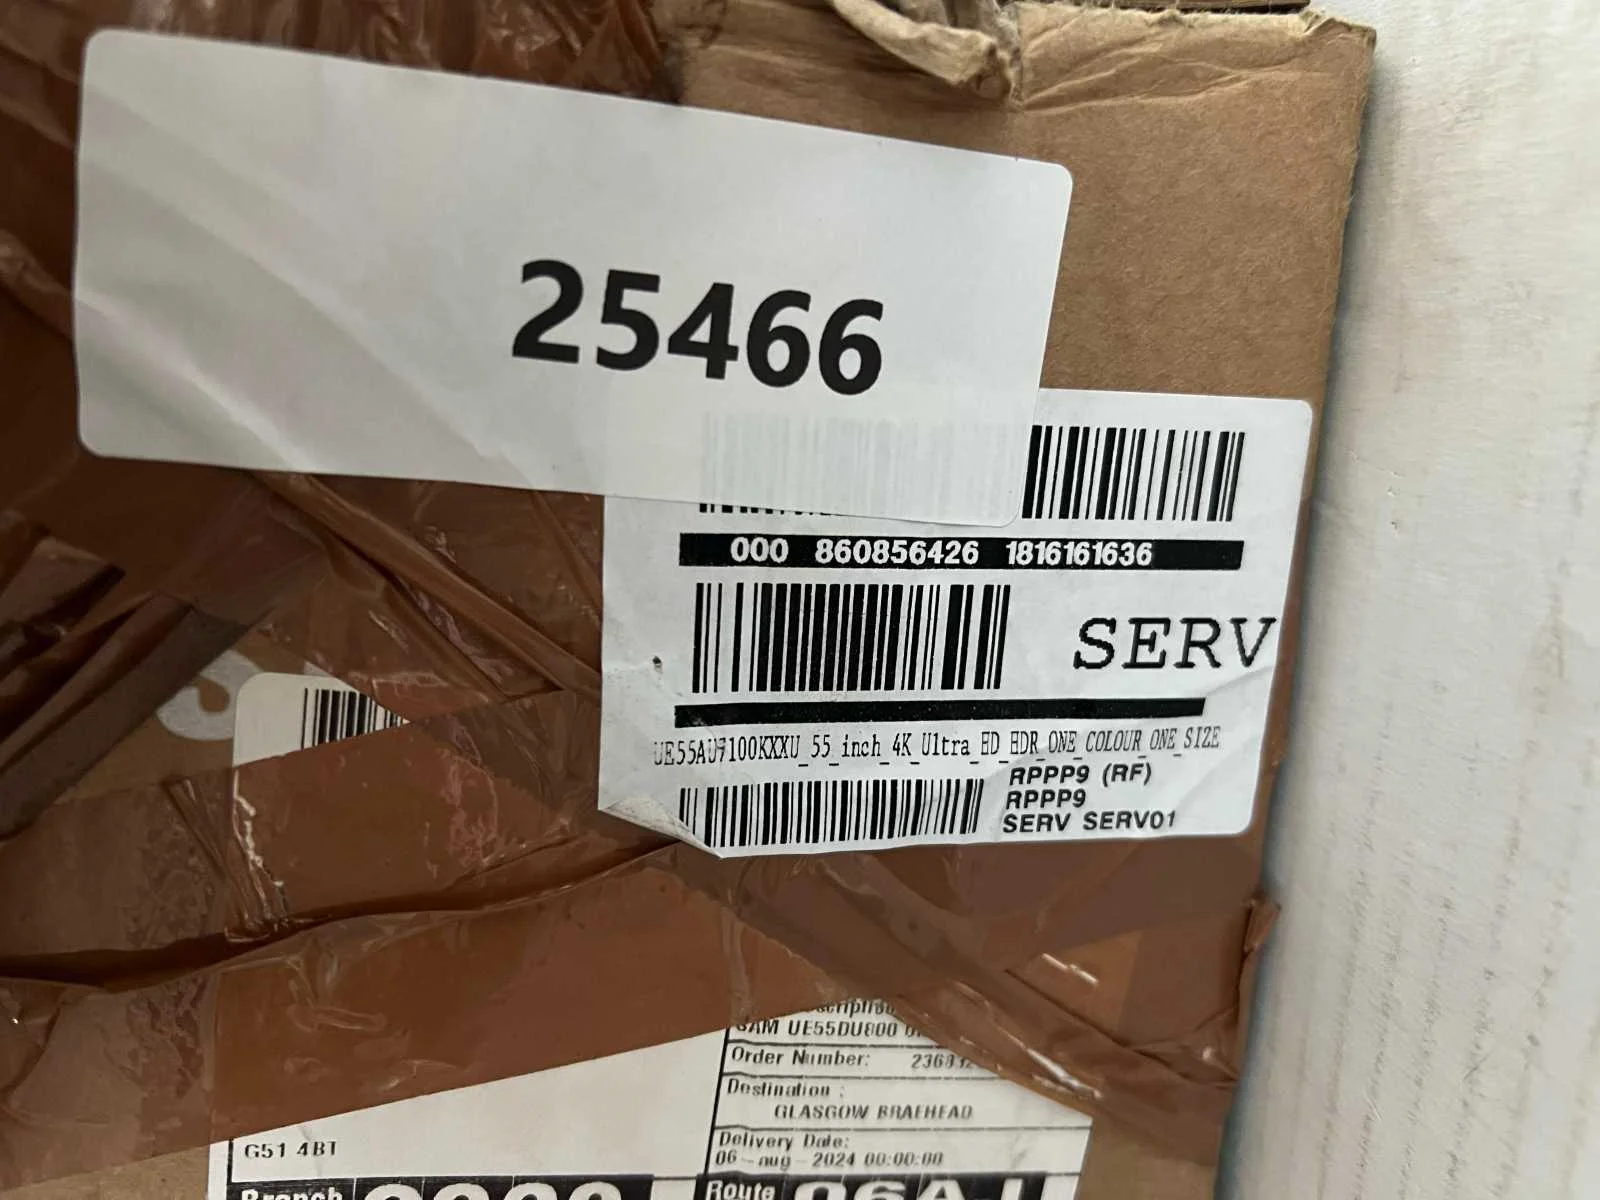 25466
000 860856426 1816161636
SERV
UE55AU7100KXXU_55_inch_4K_Ultra_HD_HDR_ONE_COLOUR_ONE_SIZE
RPPP9 (RF)
RPPP9
SERV SERV01
SAM UE55DU800
Order Number:
Destination :
GLASGOW BRAEHEAD
Delivery Date:
06-aug-2024 00:00:00
G51 4BT
Branch
Route